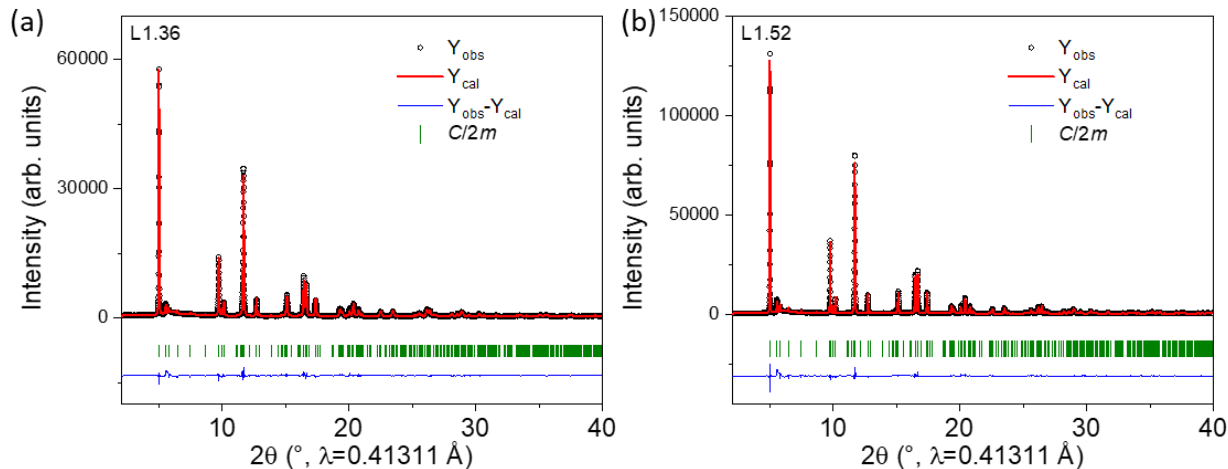 (a)
L1.36
Y_obs
Y_cal
Y_obs-Y_cal
C/2m
60000
30000
0
Intensity (arb. units)
10
20
30
40
2θ (°, λ=0.41311 Å)
(b)
L1.52
Y_obs
Y_cal
Y_obs-Y_cal
C/2m
150000
100000
50000
0
Intensity (arb. units)
10
20
30
40
2θ (°, λ=0.41311 Å)